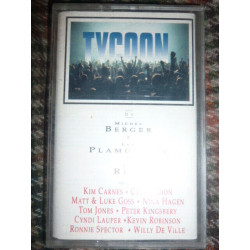 TYCOON
MICHEL
BERGER
PLAMON
KIM CARNES •
MATT & LUKE GOSS • NINA HAGEN
TOM JONES • PETER KINGSBERY
CYNDI LAUPER • KEVIN ROBINSON
RONNIE SPECTOR • WILLY DE VILLE